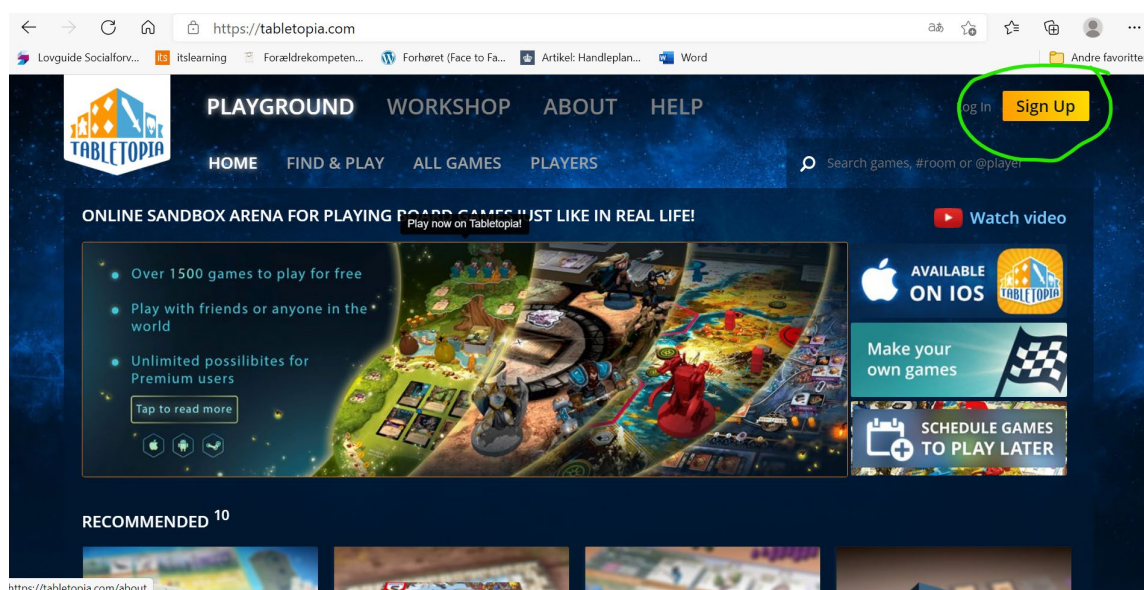 https://tabletopia.com
Lovguide Socialforv... its itslearning Forældrekompeten... Forhøret (Face to Fa... Artikel: Handleplan... Word Andre favoritter
PLAYGROUND WORKSHOP ABOUT HELP
Log In Sign Up
TABLETOPIA
HOME FIND & PLAY ALL GAMES PLAYERS
Search games, #room or @player
ONLINE SANDBOX ARENA FOR PLAYING BOARD GAMES JUST LIKE IN REAL LIFE!
Watch video
Play now on Tabletopia!
Over 1500 games to play for free
Play with friends or anyone in the
world
Unlimited possilibites for
Premium users
Tap to read more
AVAILABLE
ON IOS
TABLETOPIA
Make your
own games
SCHEDULE GAMES
TO PLAY LATER
RECOMMENDED 10
https://tabletopia.com/about